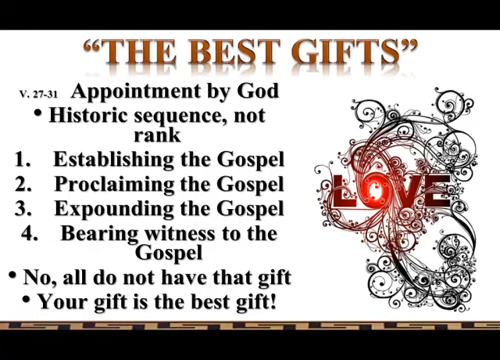 “THE BEST GIFTS”
V. 27-31 Appointment by God
• Historic sequence, not
rank
1. Establishing the Gospel
2. Proclaiming the Gospel
3. Expounding the Gospel
4. Bearing witness to the
Gospel
• No, all do not have that gift
• Your gift is the best gift!
LOVE